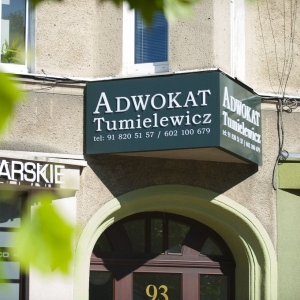 ADWOKAT
Tumielewicz
tel: 91 820 51 57 / 602 100 679
ADWOKAT
Tumielewicz
ARSKIE
93